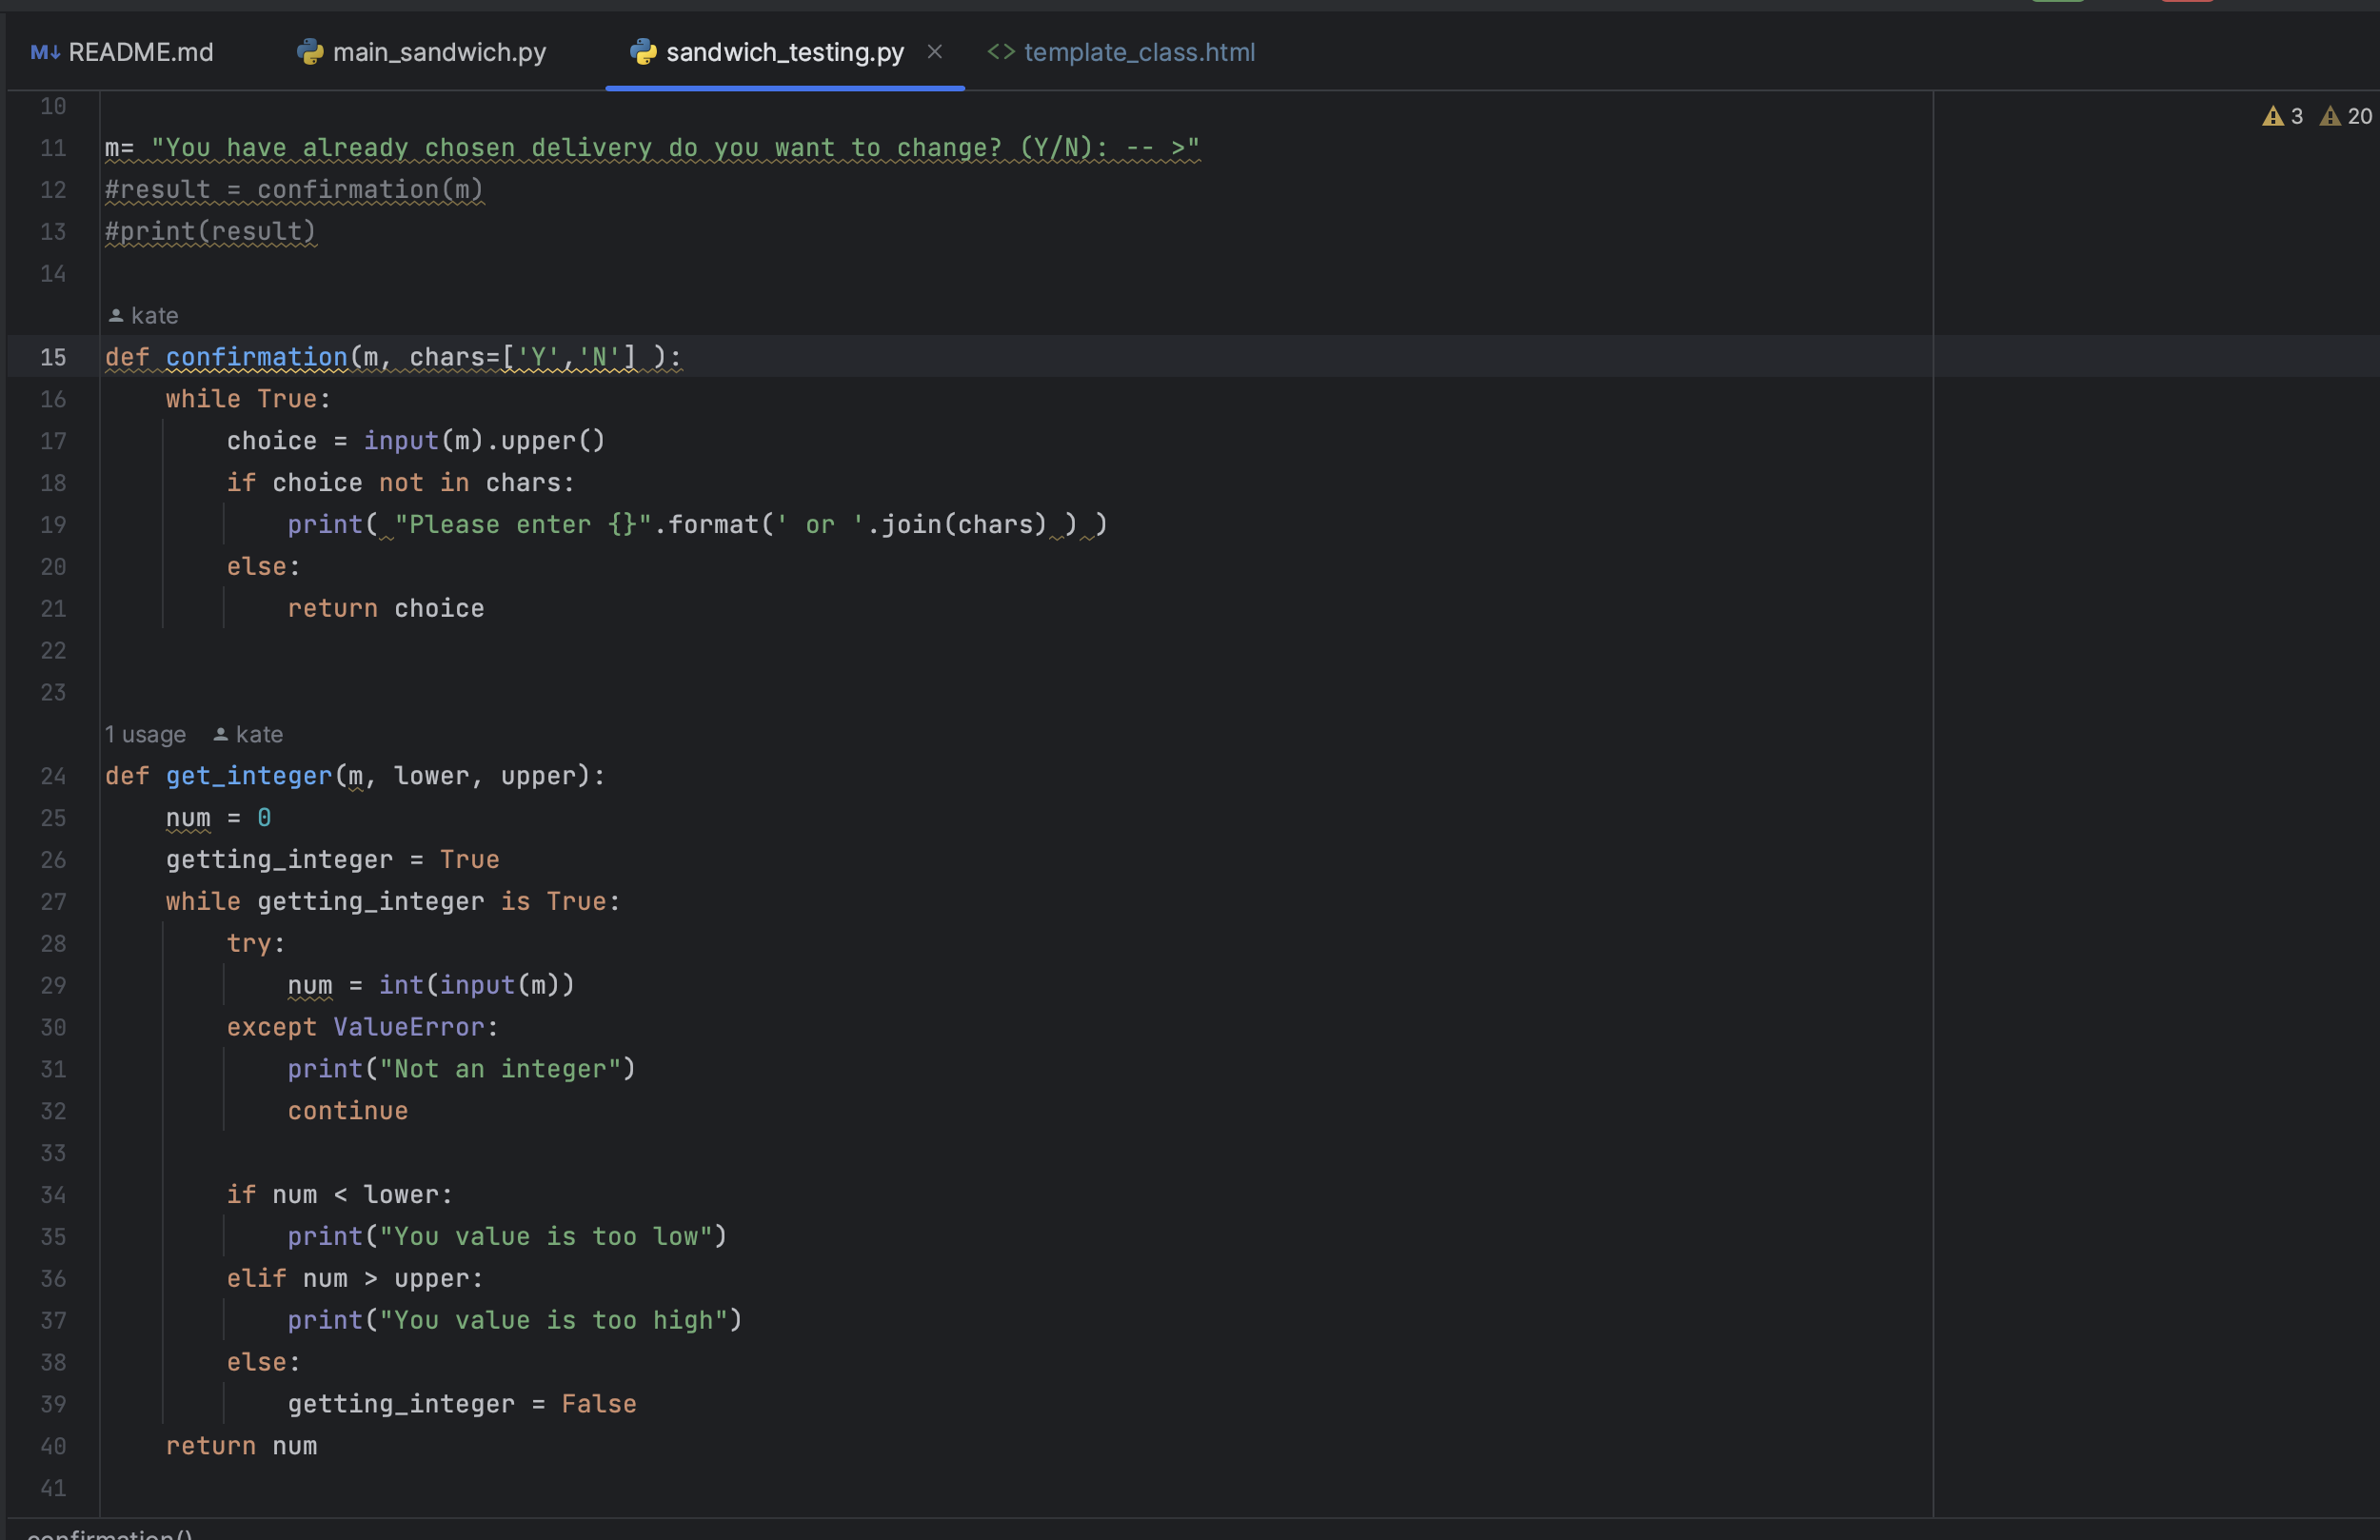 M↓ README.md main_sandwich.py sandwich_testing.py × <> template_class.html
10 3 20
11 m= "You have already chosen delivery do you want to change? (Y/N): -- >"
12 #result = confirmation(m)
13 #print(result)
14
kate
15 def confirmation(m, chars=['Y','N'] ):
16     while True:
17         choice = input(m).upper()
18         if choice not in chars:
19             print( "Please enter {}".format(' or '.join(chars) ) )
20         else:
21             return choice
22
23
1 usage kate
24 def get_integer(m, lower, upper):
25     num = 0
26     getting_integer = True
27     while getting_integer is True:
28         try:
29             num = int(input(m))
30         except ValueError:
31             print("Not an integer")
32             continue
33
34         if num < lower:
35             print("You value is too low")
36         elif num > upper:
37             print("You value is too high")
38         else:
39             getting_integer = False
40     return num
41
confirmation()